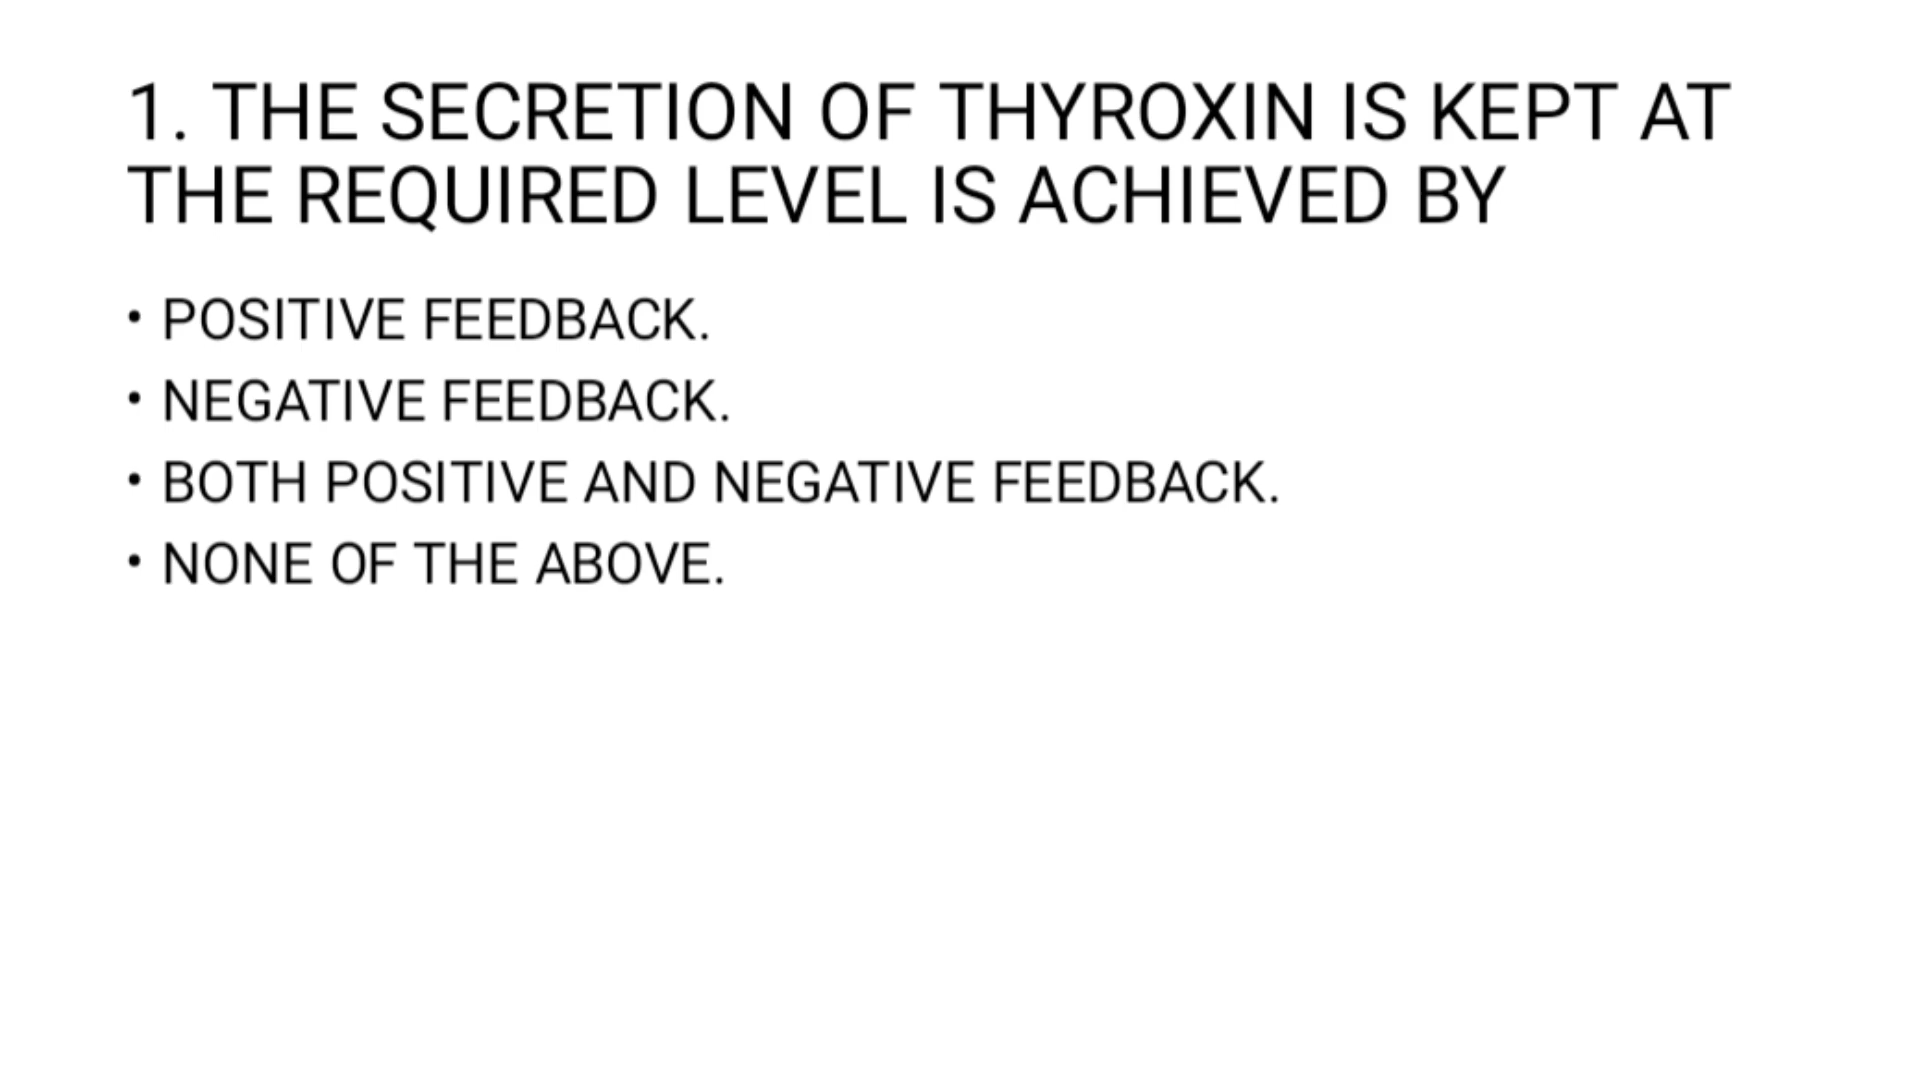 1. THE SECRETION OF THYROXIN IS KEPT AT
THE REQUIRED LEVEL IS ACHIEVED BY
• POSITIVE FEEDBACK.
• NEGATIVE FEEDBACK.
• BOTH POSITIVE AND NEGATIVE FEEDBACK.
• NONE OF THE ABOVE.